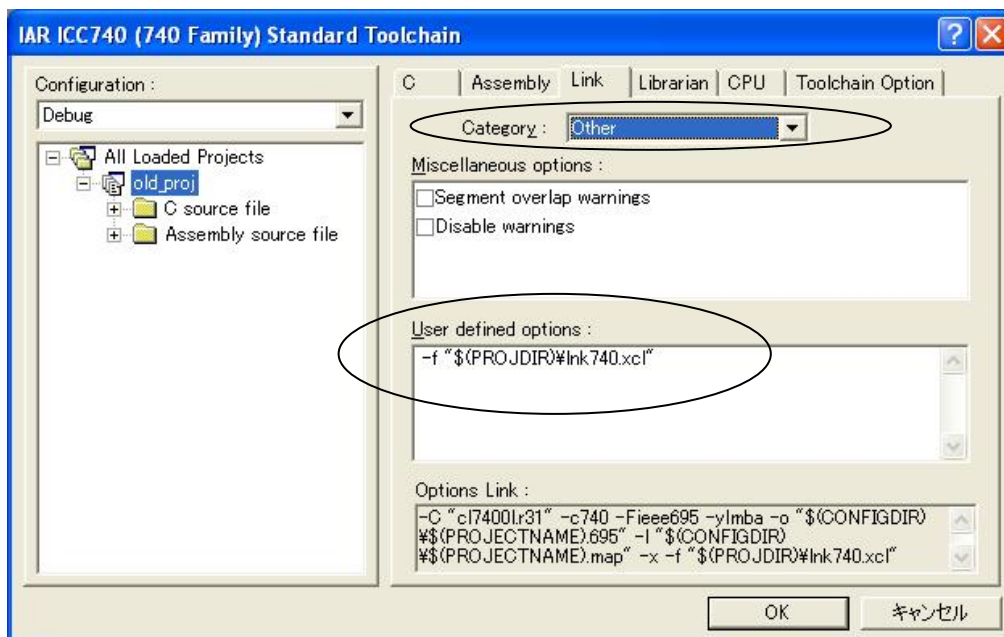 IAR ICC740 (740 Family) Standard Toolchain
Configuration :
Debug
All Loaded Projects
old_proj
C source file
Assembly source file
C Assembly Link Librarian CPU Toolchain Option
Category : Other
Miscellaneous options :
Segment overlap warnings
Disable warnings
User defined options :
-f "$(PROJDIR)¥lnk740.xcl"
Options Link :
-C "cl7400l.r31" -c740 -Fieee695 -ylmba -o "$(CONFIGDIR)
¥$(PROJECTNAME).695" -l "$(CONFIGDIR)
¥$(PROJECTNAME).map" -x -f "$(PROJDIR)¥lnk740.xcl"
OK キャンセル